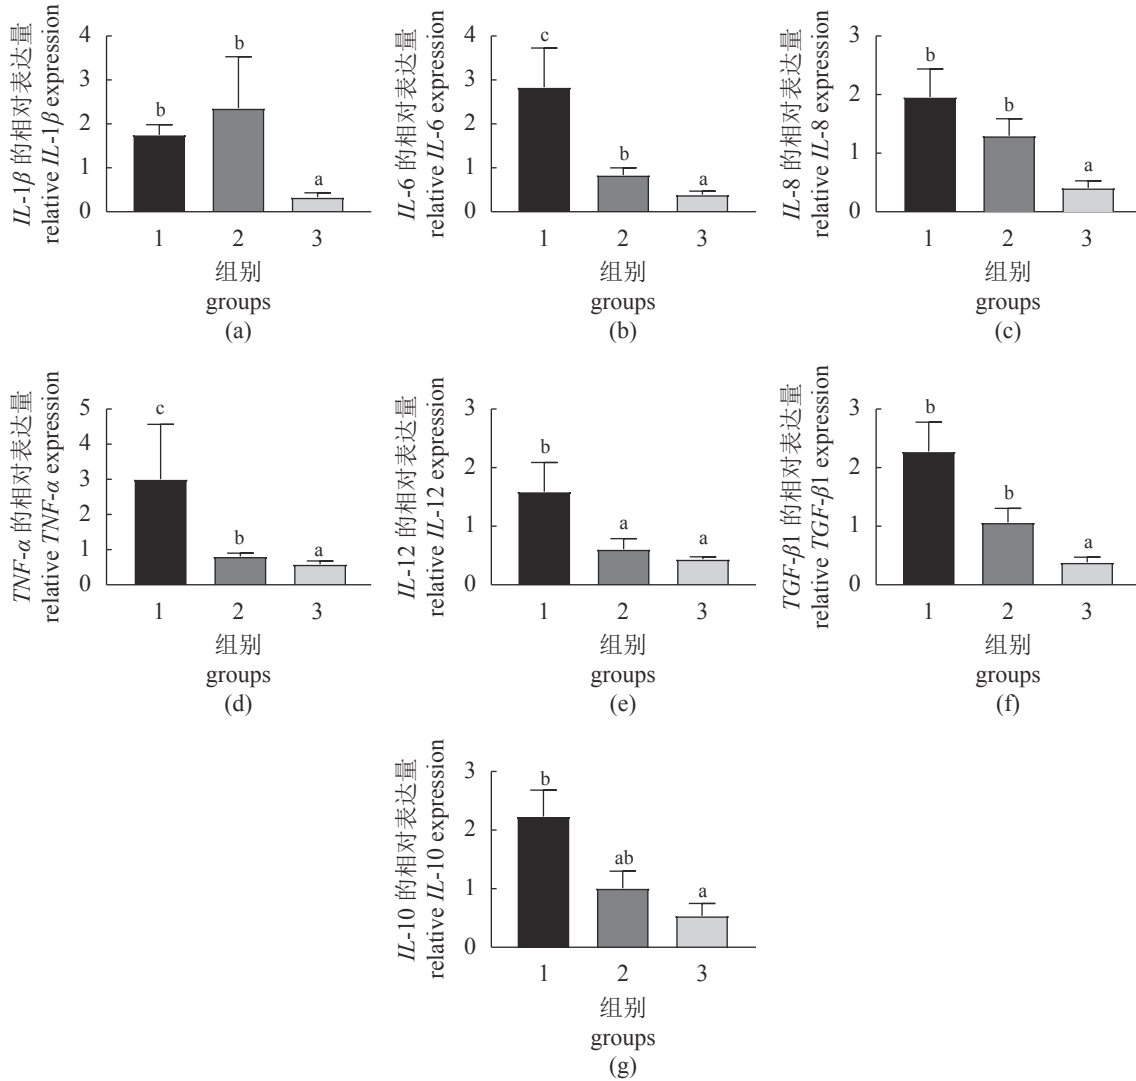 IL-1β 的相对表达量
relative IL-1β expression
4
3
2
1
0
b
b
a
1 2 3
组别
groups
(a)
IL-6 的相对表达量
relative IL-6 expression
4
3
2
1
0
c
b
a
1 2 3
组别
groups
(b)
IL-8 的相对表达量
relative IL-8 expression
3
2
1
0
b
b
a
1 2 3
组别
groups
(c)
TNF-α 的相对表达量
relative TNF-α expression
5
4
3
2
1
0
c
b
a
1 2 3
组别
groups
(d)
IL-12 的相对表达量
relative IL-12 expression
3
2
1
0
b
a
a
1 2 3
组别
groups
(e)
TGF-β1 的相对表达量
relative TGF-β1 expression
3
2
1
0
b
b
a
1 2 3
组别
groups
(f)
IL-10 的相对表达量
relative IL-10 expression
3
2
1
0
b
ab
a
1 2 3
组别
groups
(g)